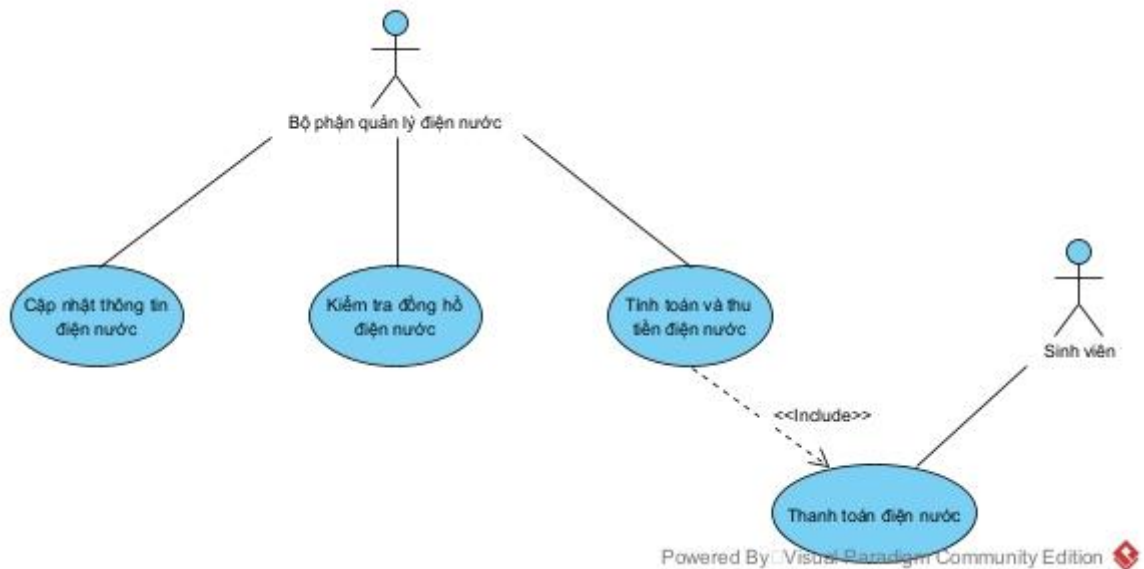 Bộ phận quản lý điện nước
Cập nhật thông tin
điện nước
Kiểm tra đồng hồ
điện nước
Tính toán và thu
tiền điện nước
Sinh viên
<<Include>>
Thanh toán điện nước
Powered By Visual Paradigm Community Edition